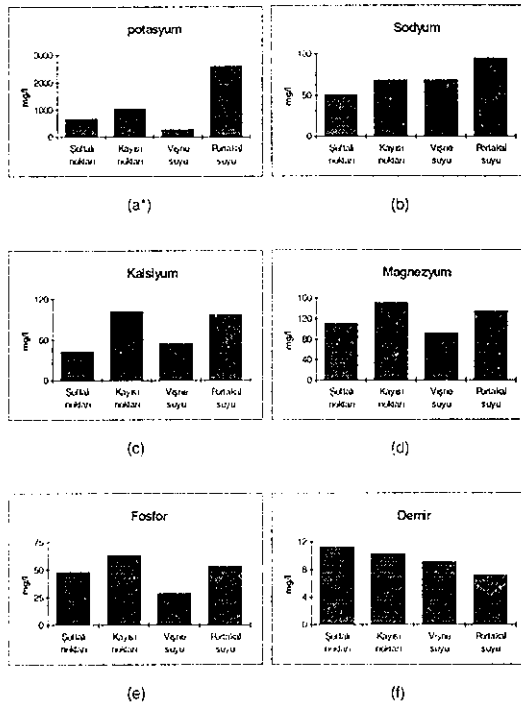 potasyum
3000
2000
1000
0
mg/l
Şeftali nektarı
Kayısı nektarı
Vişne suyu
Portakal suyu
(a*)
Sodyum
100
50
0
mg/l
Şeftali nektarı
Kayısı nektarı
Vişne suyu
Portakal suyu
(b)
Kalsiyum
120
60
0
mg/l
Şeftali nektarı
Kayısı nektarı
Vişne suyu
Portakal suyu
(c)
Magnezyum
160
120
80
40
0
mg/l
Şeftali nektarı
Kayısı nektarı
Vişne suyu
Portakal suyu
(d)
Fosfor
75
50
25
0
mg/l
Şeftali nektarı
Kayısı nektarı
Vişne suyu
Portakal suyu
(e)
Demir
12
8
4
0
mg/l
Şeftali nektarı
Kayısı nektarı
Vişne suyu
Portakal suyu
(f)